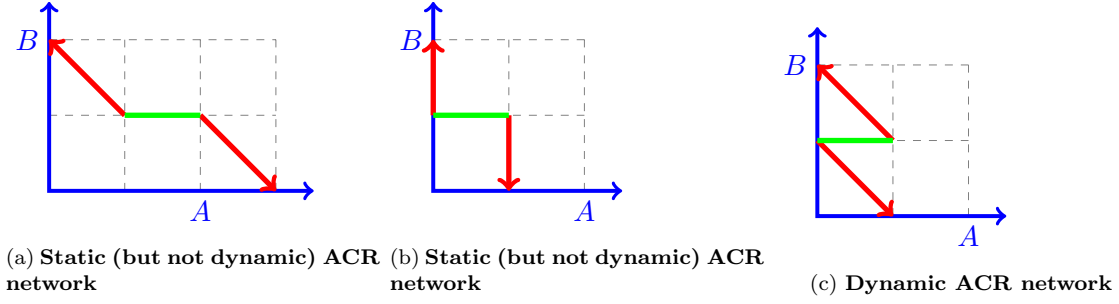 B
A
(a) Static (but not dynamic) ACR
network
B
A
(b) Static (but not dynamic) ACR
network
B
A
(c) Dynamic ACR network